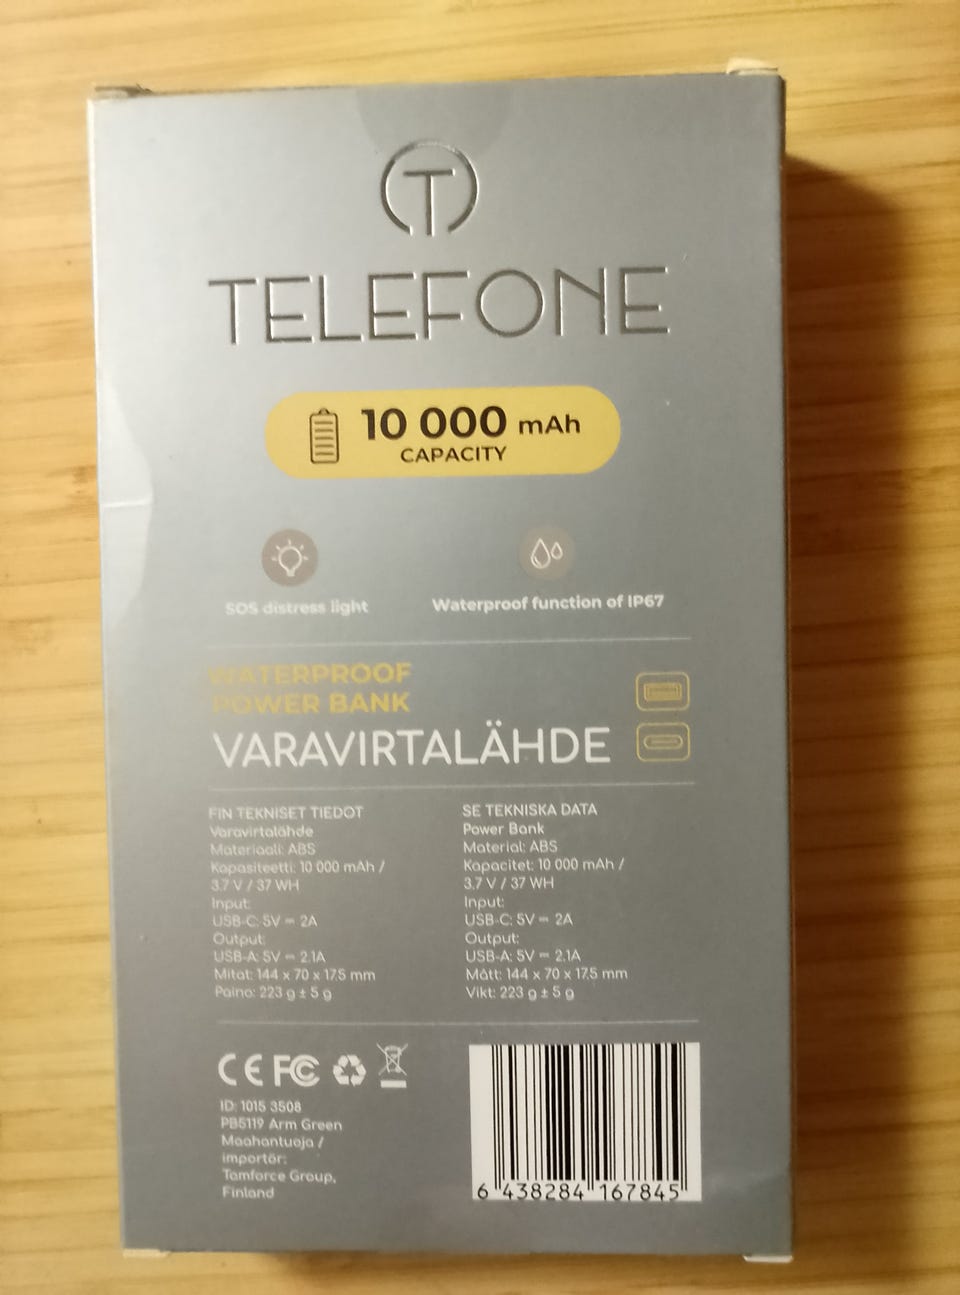 T
TELEFONE
10 000 mAh
CAPACITY
SOS distress light
Waterproof function of IP67
WATERPROOF
POWER BANK
VARAVIRTALÄHDE
FIN TEKNISET TIEDOT
Varavirtalähde
Materiaali: ABS
Kapasiteetti: 10 000 mAh /
3.7 V / 37 WH
Input:
USB-C: 5V ⎓ 2A
Output:
USB-A: 5V ⎓ 2.1A
Mitat: 144 x 70 x 17.5 mm
Paino: 223 g ± 5 g
SE TEKNISKA DATA
Power Bank
Material: ABS
Kapacitet: 10 000 mAh /
3.7 V / 37 WH
Input:
USB-C: 5V ⎓ 2A
Output:
USB-A: 5V ⎓ 2.1A
Mått: 144 x 70 x 17.5 mm
Vikt: 223 g ± 5 g
CE FC
ID: 1015 3508
PB5119 Arm Green
Maahantuoja /
importör:
Tamforce Group,
Finland
6 438284 167845